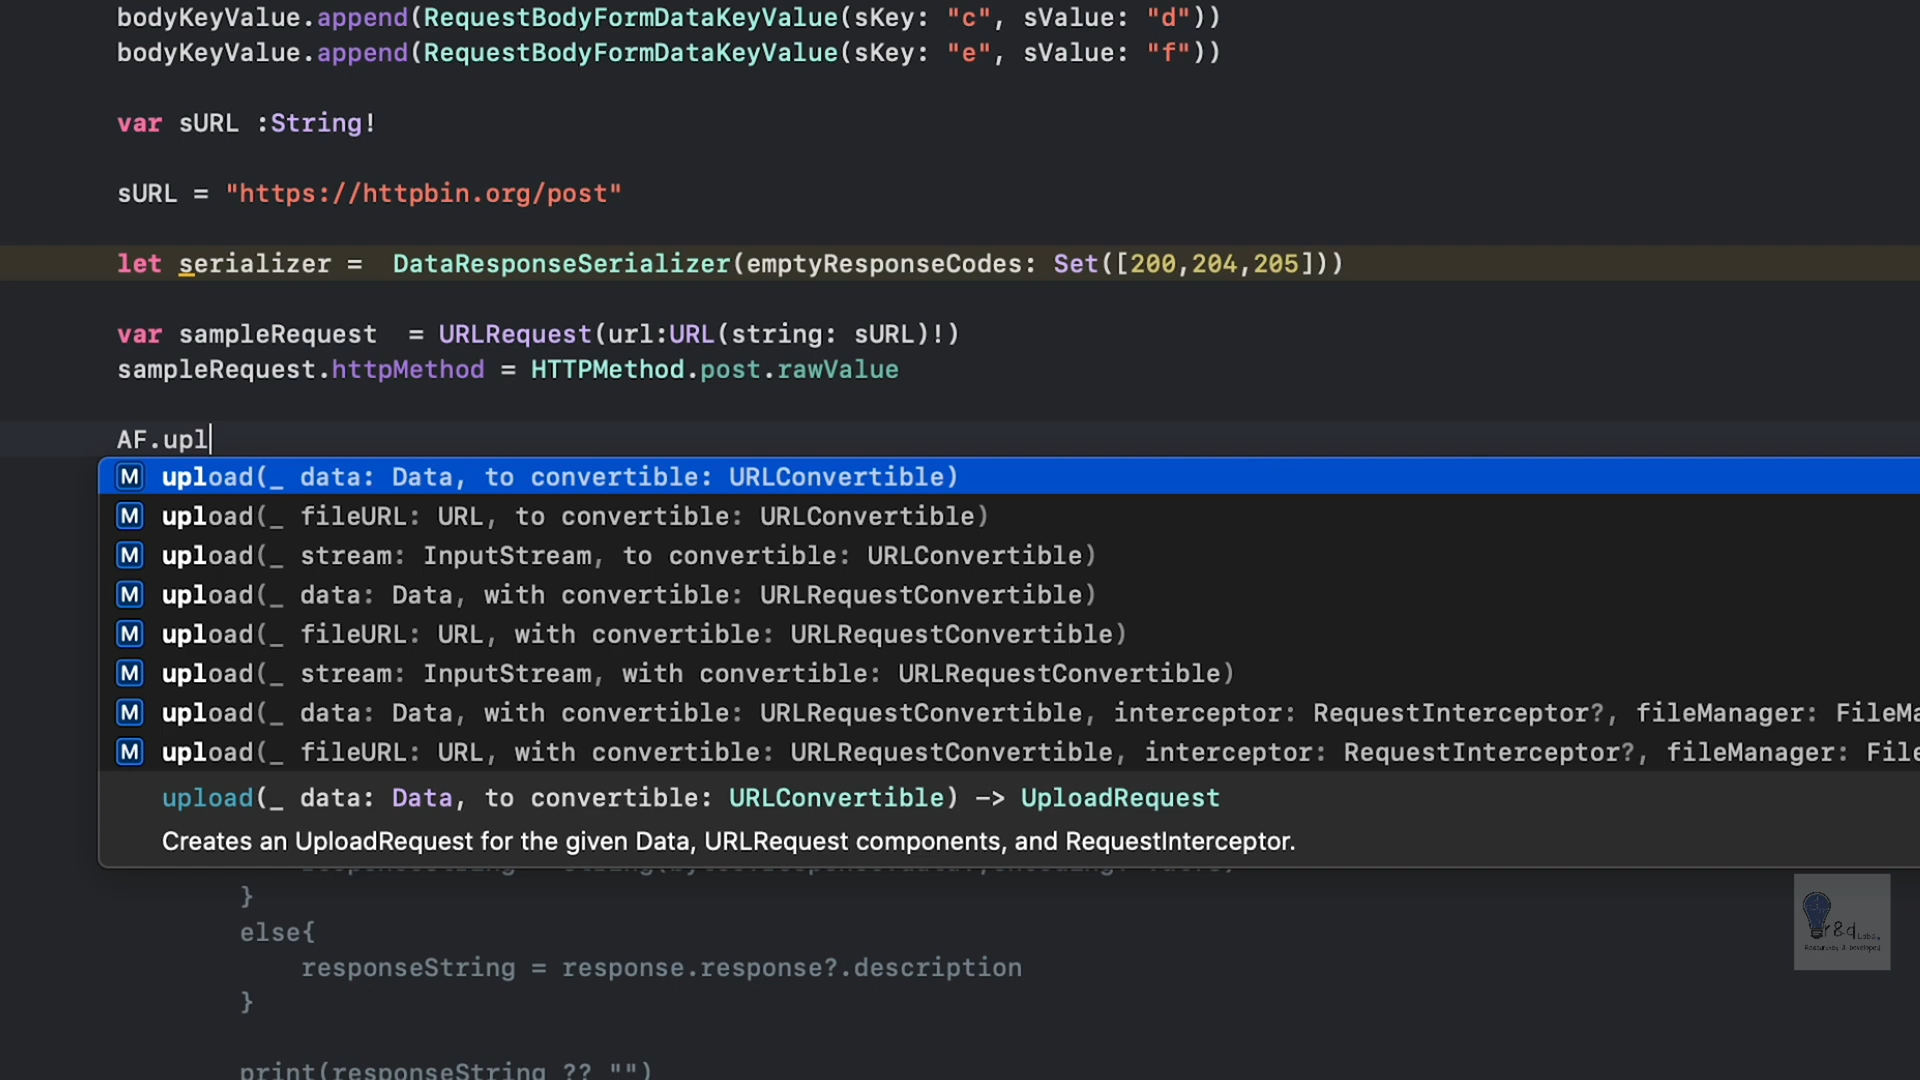 bodyKeyValue.append(RequestBodyFormDataKeyValue(sKey: "c", sValue: "d"))
bodyKeyValue.append(RequestBodyFormDataKeyValue(sKey: "e", sValue: "f"))
var sURL :String!
sURL = "https://httpbin.org/post"
let serializer =  DataResponseSerializer(emptyResponseCodes: Set([200,204,205]))
var sampleRequest  = URLRequest(url:URL(string: sURL)!)
sampleRequest.httpMethod = HTTPMethod.post.rawValue
AF.upl
M upload(_ data: Data, to convertible: URLConvertible)
M upload(_ fileURL: URL, to convertible: URLConvertible)
M upload(_ stream: InputStream, to convertible: URLConvertible)
M upload(_ data: Data, with convertible: URLRequestConvertible)
M upload(_ fileURL: URL, with convertible: URLRequestConvertible)
M upload(_ stream: InputStream, with convertible: URLRequestConvertible)
M upload(_ data: Data, with convertible: URLRequestConvertible, interceptor: RequestInterceptor?, fileManager: FileMa
M upload(_ fileURL: URL, with convertible: URLRequestConvertible, interceptor: RequestInterceptor?, fileManager: File
upload(_ data: Data, to convertible: URLConvertible) -> UploadRequest
Creates an UploadRequest for the given Data, URLRequest components, and RequestInterceptor.
}
else{
responseString = response.response?.description
}
print(responseString ?? "")
r&d Labs.
Researched & Developed